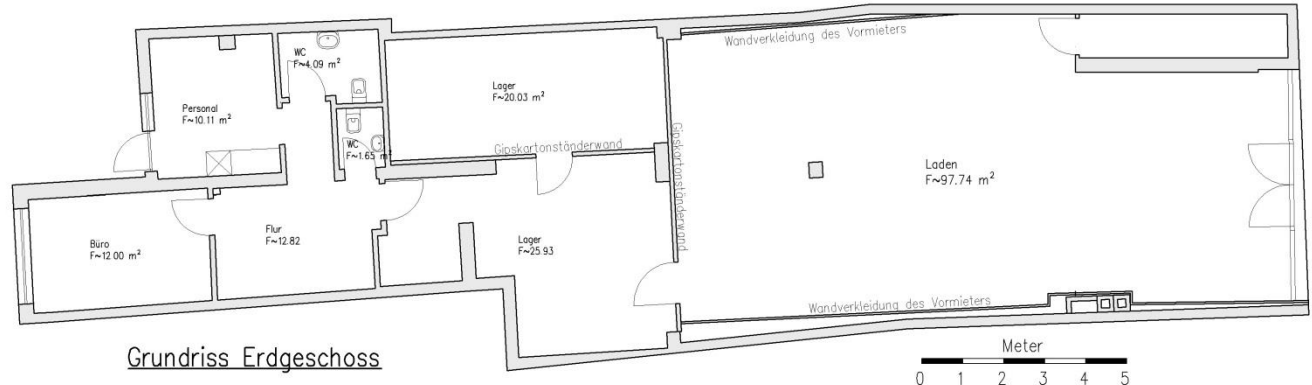 Wandverkleidung des Vormieters
WC
F~4.09 m²
Lager
F~20.03 m²
Personal
F~10.11 m²
WC
F~1.65 m²
Gipskartonständerwand
Gipskartonständerwand
Laden
F~97.74 m²
Büro
F~12.00 m²
Flur
F~12.82
Lager
F~25.93
Wandverkleidung des Vormieters
Grundriss Erdgeschoss
Meter
0 1 2 3 4 5